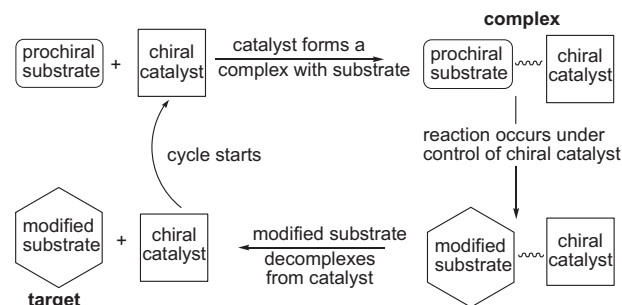 complex
prochiral
substrate
+
chiral
catalyst
catalyst forms a
complex with substrate
prochiral
substrate
chiral
catalyst
reaction occurs under
control of chiral catalyst
cycle starts
modified
substrate
target
+
chiral
catalyst
modified substrate
decomplexes
from catalyst
modified
substrate
chiral
catalyst